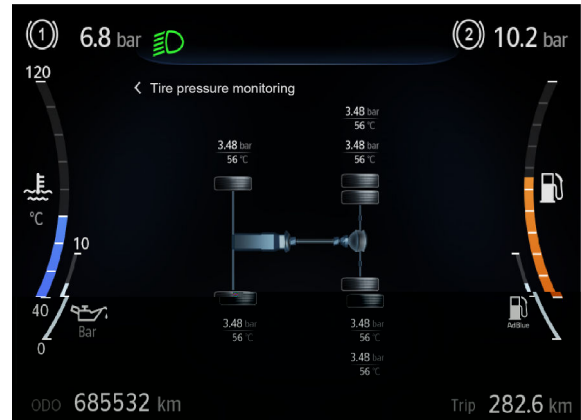 (1) 6.8 bar
(2) 10.2 bar
120
Tire pressure monitoring
3.48 bar
56 °C
3.48 bar
56 °C
3.48 bar
56 °C
°C
10
40
Bar
0
AdBlue
3.48 bar
56 °C
3.48 bar
56 °C
3.48 bar
56 °C
ODO 685532 km
Trip 282.6 km